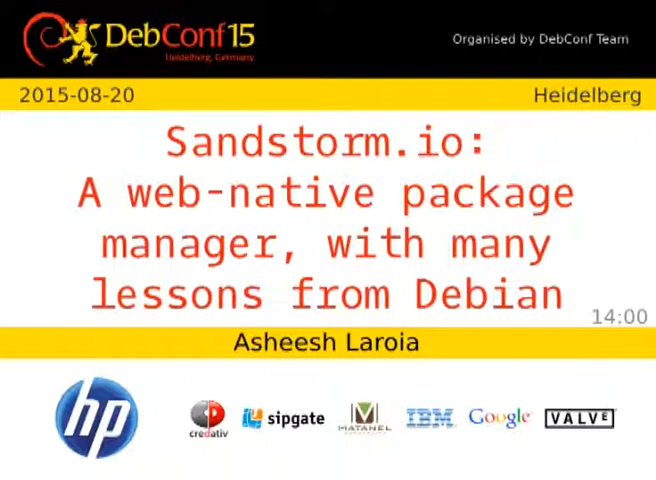 DebConf15
Heidelberg, Germany
Organised by DebConf Team
2015-08-20
Heidelberg
Sandstorm.io:
A web-native package
manager, with many
lessons from Debian
14:00
Asheesh Laroia
hp
credativ
sipgate
MATANEL
IBM
Google
VALVE